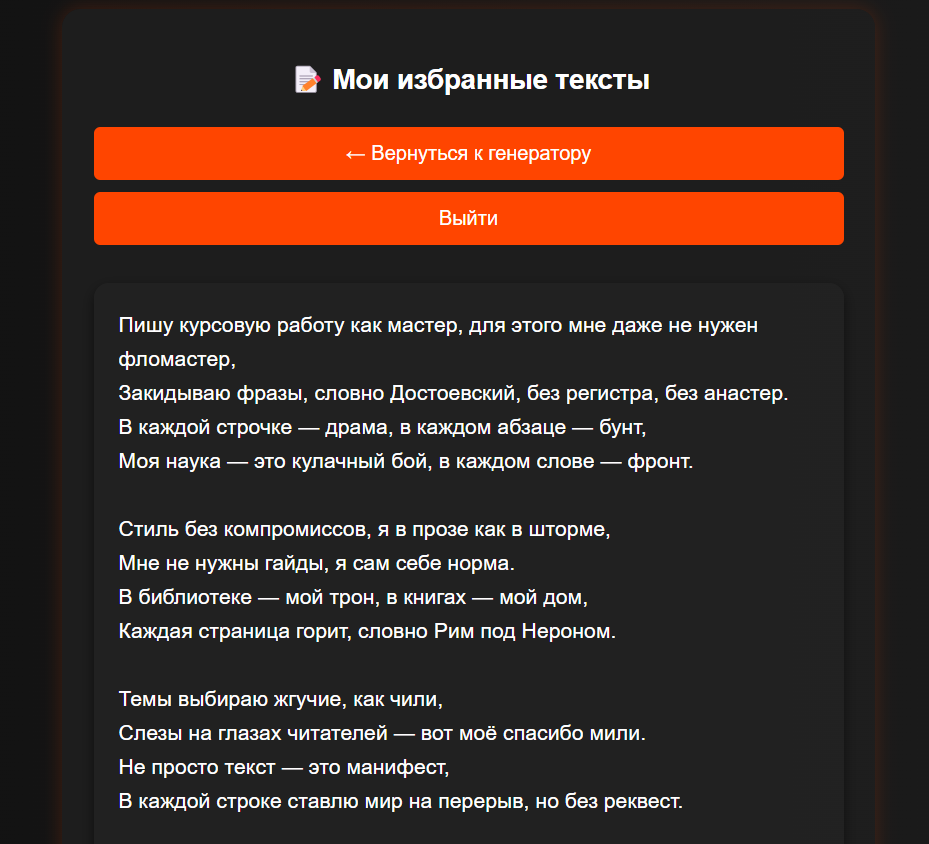 📝 Мои избранные тексты
← Вернуться к генератору
Выйти
Пишу курсовую работу как мастер, для этого мне даже не нужен
фломастер,
Закидываю фразы, словно Достоевский, без регистра, без анастер.
В каждой строчке — драма, в каждом абзаце — бунт,
Моя наука — это кулачный бой, в каждом слове — фронт.
Стиль без компромиссов, я в прозе как в шторме,
Мне не нужны гайды, я сам себе норма.
В библиотеке — мой трон, в книгах — мой дом,
Каждая страница горит, словно Рим под Нероном.
Темы выбираю жгучие, как чили,
Слезы на глазах читателей — вот моё спасибо мили.
Не просто текст — это манифест,
В каждой строке ставлю мир на перерыв, но без реквест.